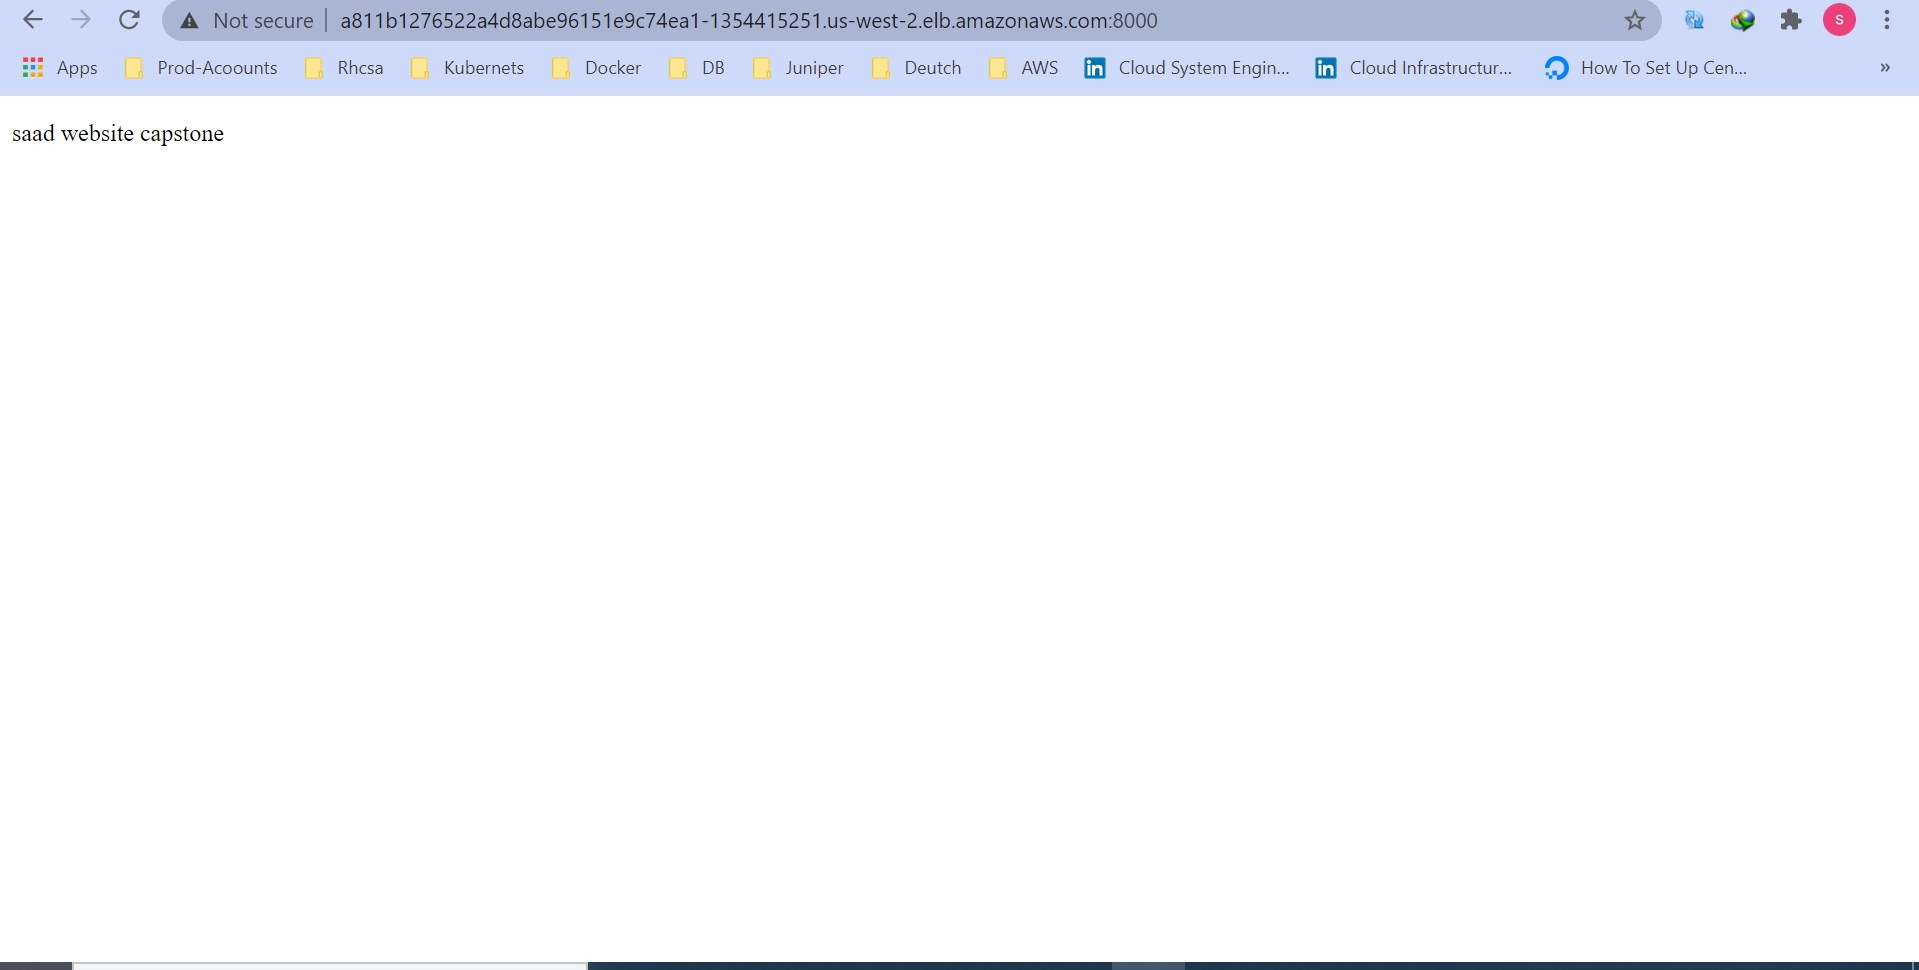 Not secure a811b1276522a4d8abe96151e9c74ea1-1354415251.us-west-2.elb.amazonaws.com:8000 S
Apps Prod-Acoounts Rhcsa Kubernets Docker DB Juniper Deutch AWS Cloud System Engin... Cloud Infrastructur... How To Set Up Cen... »
saad website capstone